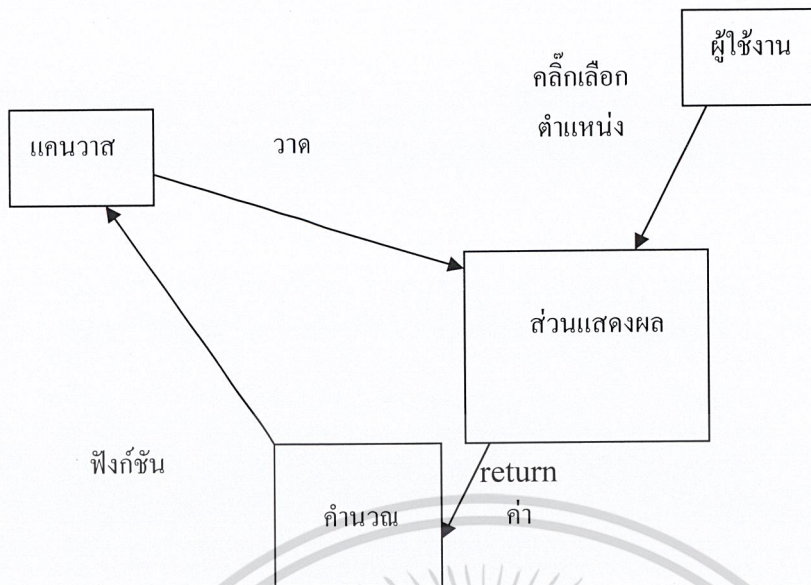 ผู้ใช้งาน
คลิ๊กเลือก
ตำแหน่ง
แคนวาส
วาด
ส่วนแสดงผล
ฟังก์ชัน
return
คำนวณ
ค่า